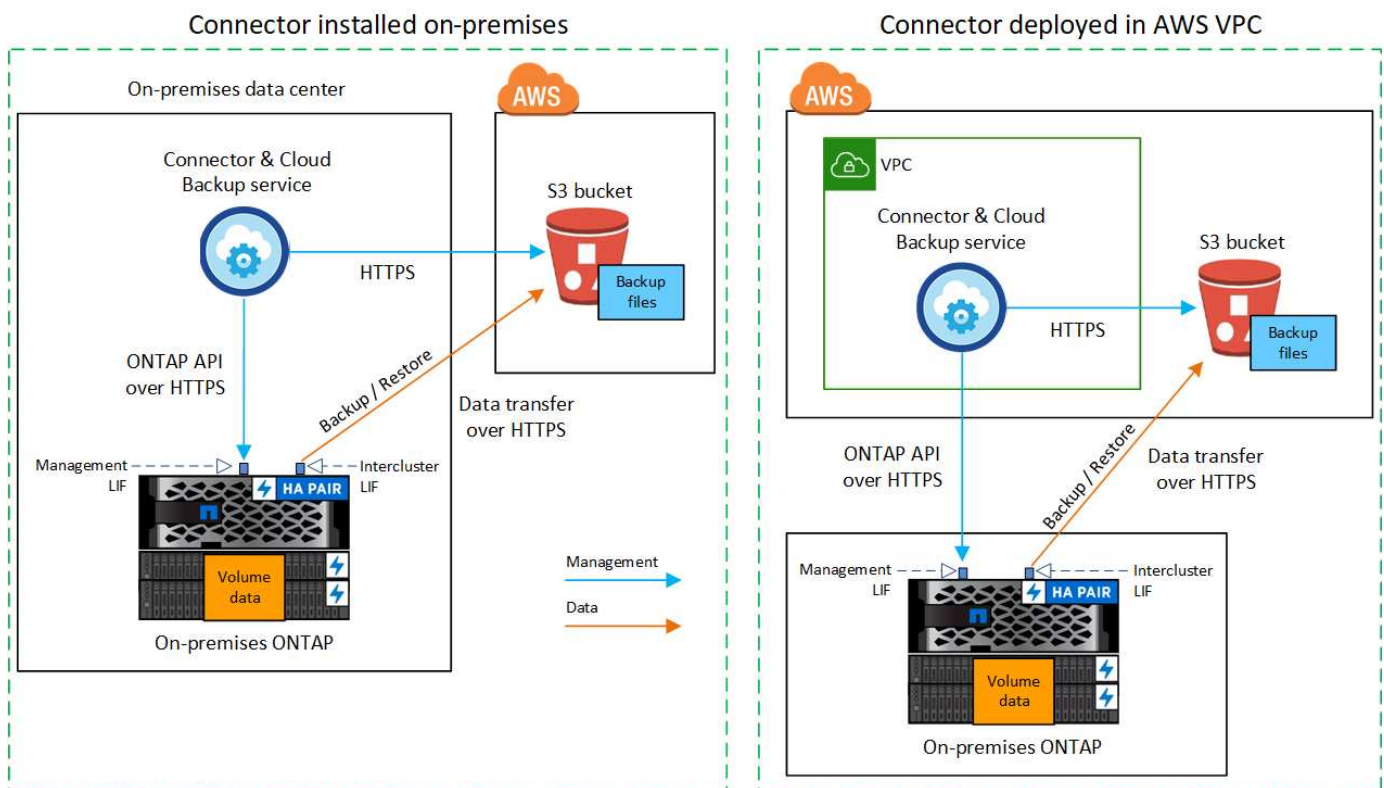 Connector installed on-premises
On-premises data center
AWS
Connector & Cloud
Backup service
S3 bucket
HTTPS
Backup
files
ONTAP API
over HTTPS
Backup / Restore
Data transfer
over HTTPS
Management
LIF
Intercluster
LIF
HA PAIR
Volume
data
On-premises ONTAP
Management
Data
Connector deployed in AWS VPC
AWS
VPC
Connector & Cloud
Backup service
S3 bucket
HTTPS
Backup
files
ONTAP API
over HTTPS
Backup / Restore
Data transfer
over HTTPS
Management
LIF
Intercluster
LIF
HA PAIR
Volume
data
On-premises ONTAP